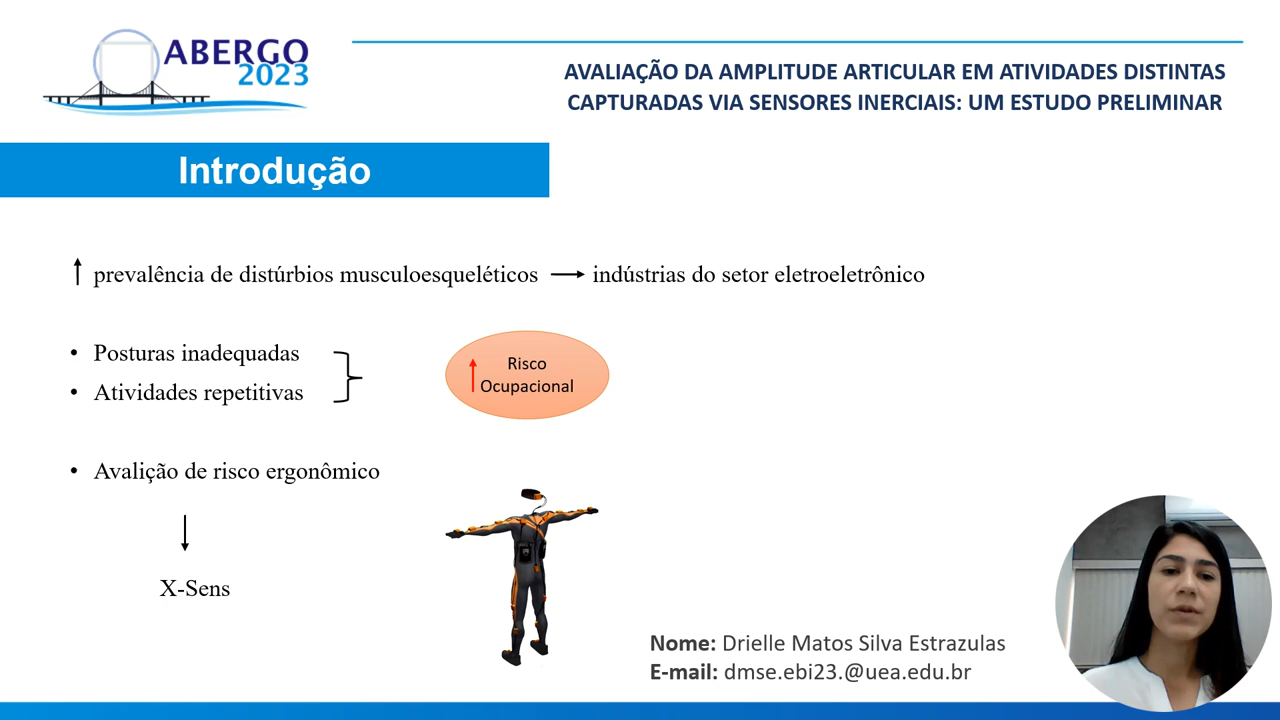 ABERGO
2023
AVALIAÇÃO DA AMPLITUDE ARTICULAR EM ATIVIDADES DISTINTAS
CAPTURADAS VIA SENSORES INERCIAIS: UM ESTUDO PRELIMINAR
Introdução
prevalência de distúrbios musculoesqueléticos → indústrias do setor eletroeletrônico
• Posturas inadequadas
• Atividades repetitivas
Risco
Ocupacional
• Avalição de risco ergonômico
X-Sens
Nome: Drielle Matos Silva Estrazulas
E-mail: dmse.ebi23.@uea.edu.br